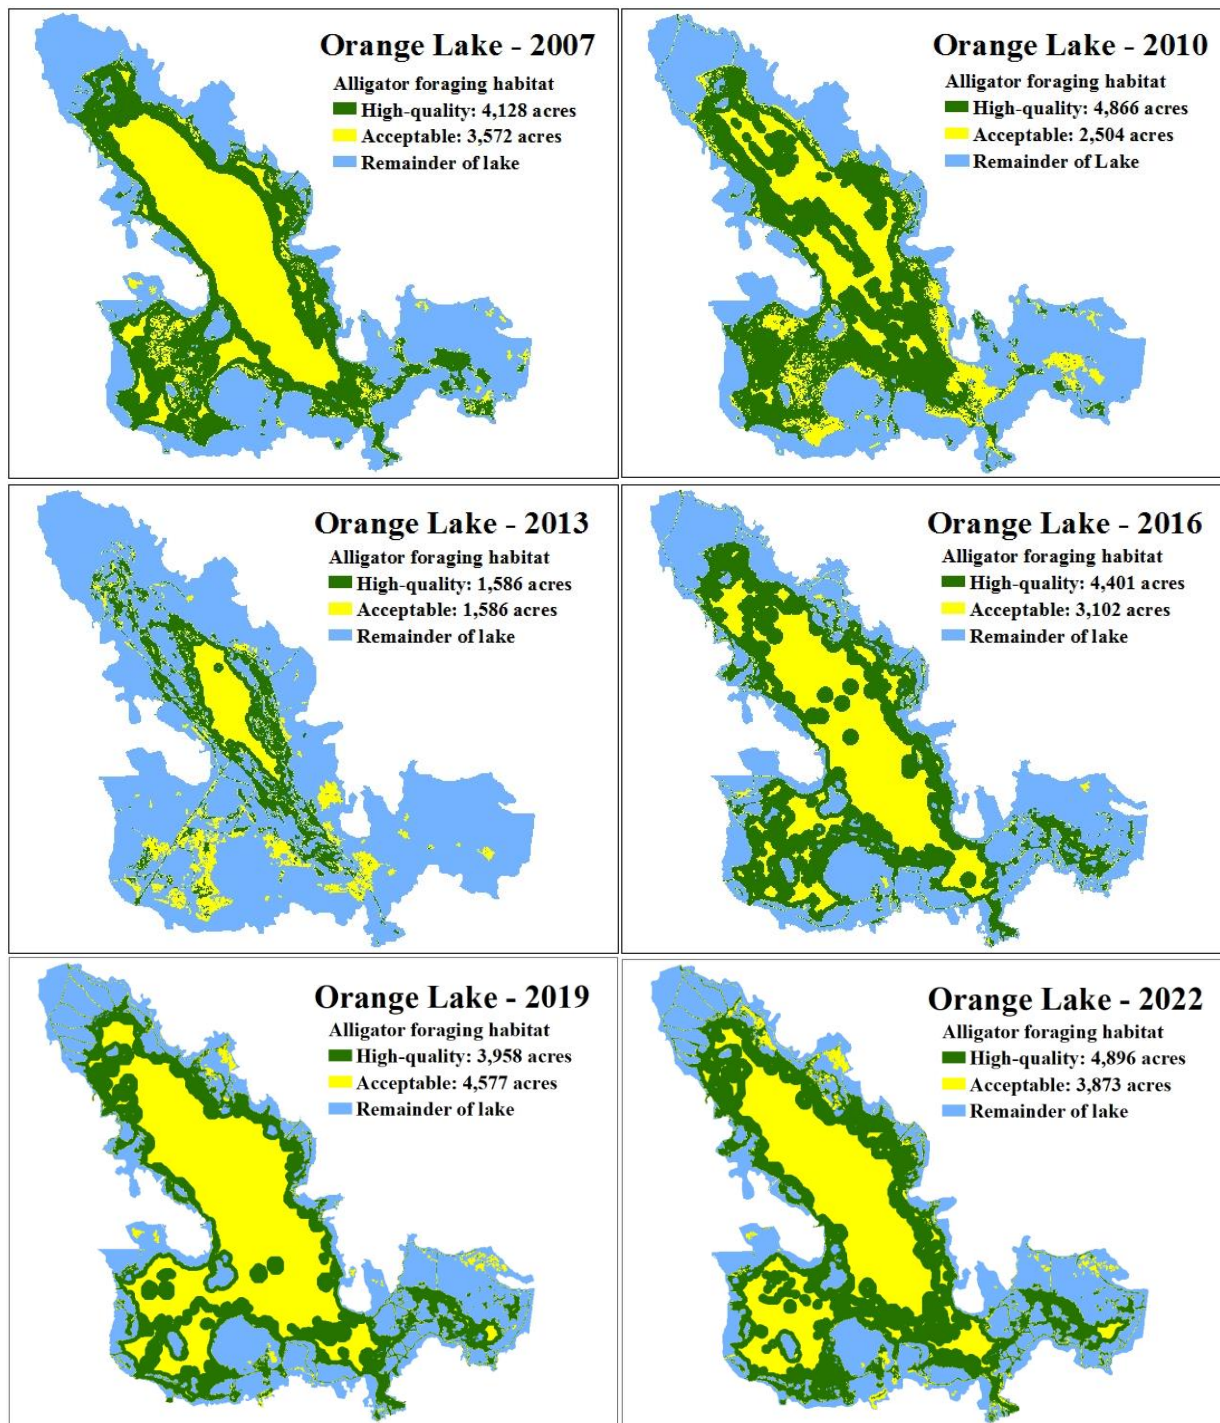 Orange Lake - 2007
Alligator foraging habitat
High-quality: 4,128 acres
Acceptable: 3,572 acres
Remainder of lake
Orange Lake - 2010
Alligator foraging habitat
High-quality: 4,866 acres
Acceptable: 2,504 acres
Remainder of Lake
Orange Lake - 2013
Alligator foraging habitat
High-quality: 1,586 acres
Acceptable: 1,586 acres
Remainder of lake
Orange Lake - 2016
Alligator foraging habitat
High-quality: 4,401 acres
Acceptable: 3,102 acres
Remainder of lake
Orange Lake - 2019
Alligator foraging habitat
High-quality: 3,958 acres
Acceptable: 4,577 acres
Remainder of lake
Orange Lake - 2022
Alligator foraging habitat
High-quality: 4,896 acres
Acceptable: 3,873 acres
Remainder of lake